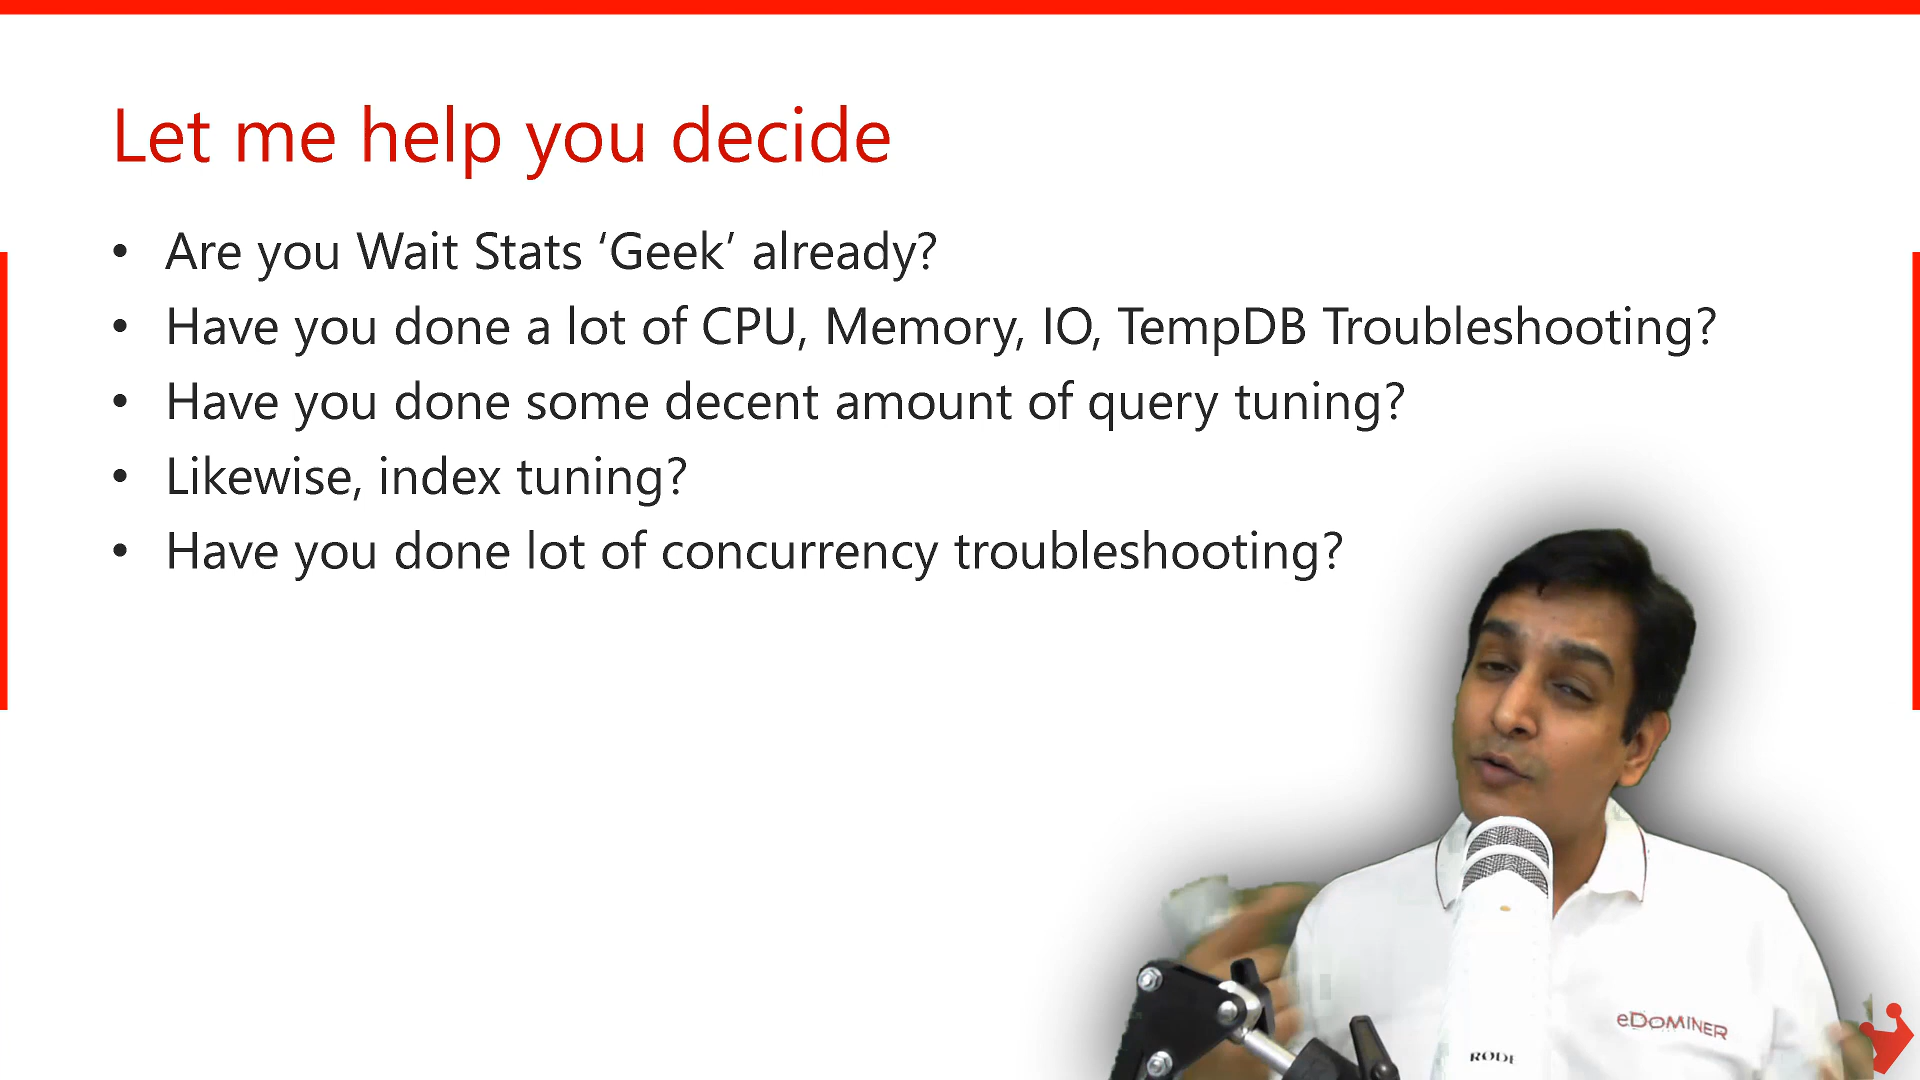 Let me help you decide
• Are you Wait Stats ‘Geek’ already?
• Have you done a lot of CPU, Memory, IO, TempDB Troubleshooting?
• Have you done some decent amount of query tuning?
• Likewise, index tuning?
• Have you done lot of concurrency troubleshooting?
eDOMINER
RODE